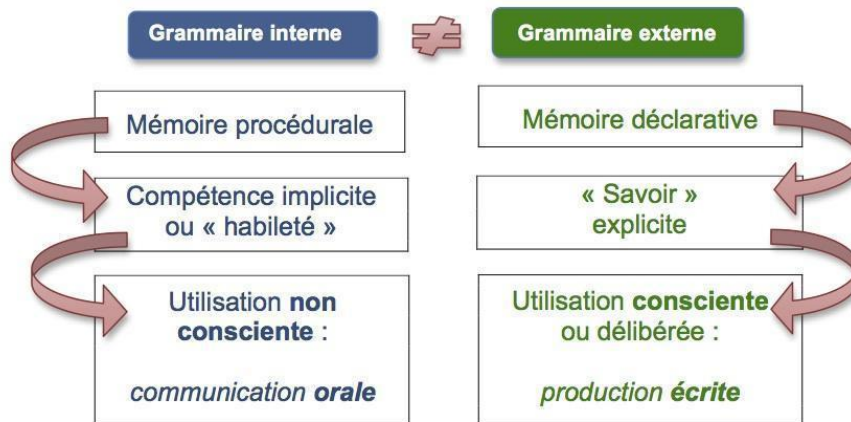 Grammaire interne
≠
Grammaire externe
Mémoire procédurale
Compétence implicite
ou « habileté »
Utilisation non
consciente :
communication orale
Mémoire déclarative
« Savoir »
explicite
Utilisation consciente
ou délibérée :
production écrite